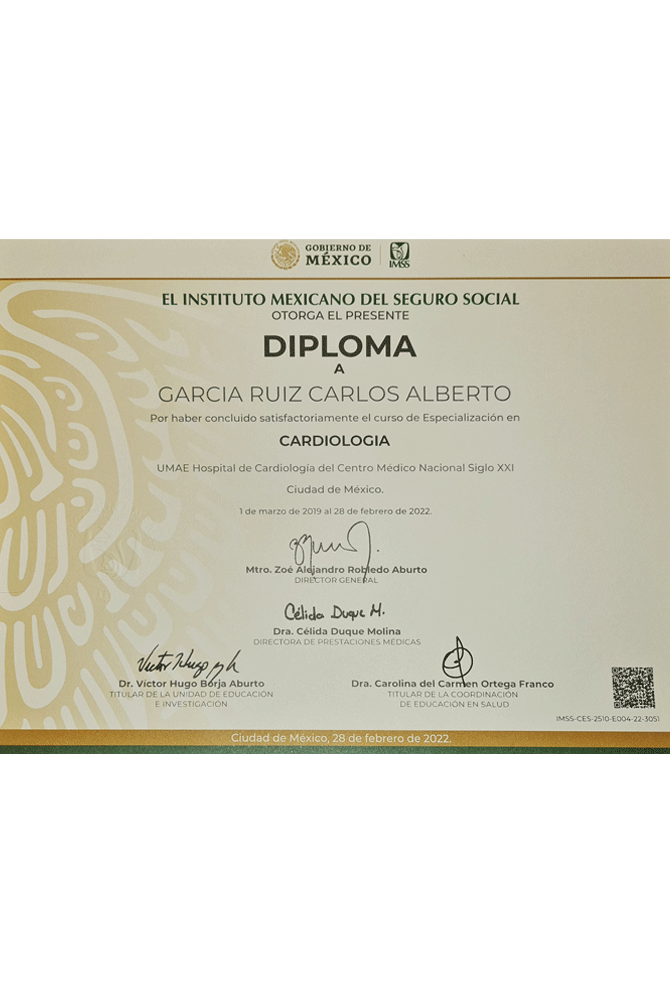 GOBIERNO DE
MÉXICO
IMSS
EL INSTITUTO MEXICANO DEL SEGURO SOCIAL
OTORGA EL PRESENTE
DIPLOMA
A
GARCIA RUIZ CARLOS ALBERTO
Por haber concluido satisfactoriamente el curso de Especialización en
CARDIOLOGIA
UMAE Hospital de Cardiología del Centro Médico Nacional Siglo XXI
Ciudad de México.
1 de marzo de 2019 al 28 de febrero de 2022.
Mtro. Zoé Alejandro Robledo Aburto
DIRECTOR GENERAL
Célida Duque M.
Dra. Célida Duque Molina
DIRECTORA DE PRESTACIONES MÉDICAS
Victor Hugo
Dr. Víctor Hugo Borja Aburto
TITULAR DE LA UNIDAD DE EDUCACIÓN
E INVESTIGACIÓN
Dra. Carolina del Carmen Ortega Franco
TITULAR DE LA COORDINACIÓN
DE EDUCACIÓN EN SALUD
IMSS-CES-2510-E004-22-3051
Ciudad de México, 28 de febrero de 2022.